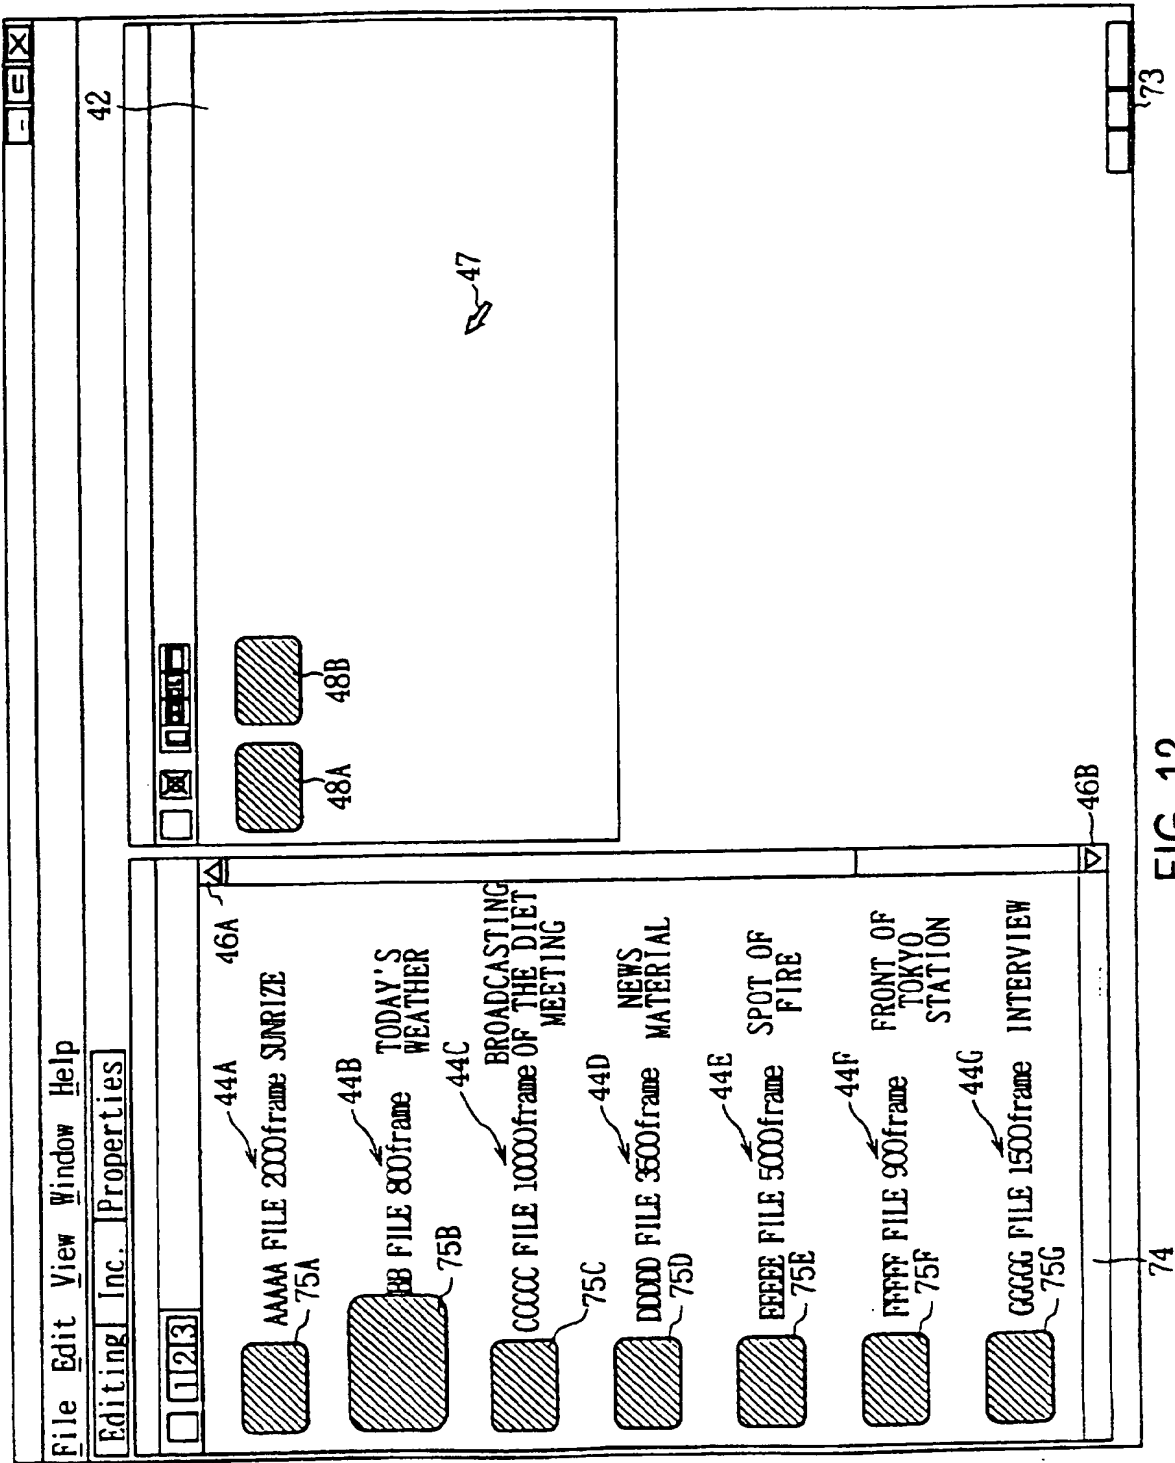 File Edit View Window Help
Editing Inc. Properties
1 2 3
42
44A
46A
AAAAA FILE 2000frame SUNRIZE
75A
44B
BB FILE 800frame TODAY'S
WEATHER
75B
44C
BROADCASTING
CCCCC FILE 10000frame OF THE DIET
MEETING
75C
44D
NEWS
DDDDD FILE 3500frame MATERIAL
75D
44E
SPOT OF
EEEEE FILE 5000frame FIRE
75E
44F
FRONT OF
FFFFF FILE 900frame TOKYO
STATION
75F
44G
GGGGG FILE 1500frame INTERVIEW
75G
74
46B
48A
48B
47
73
FIG. 12